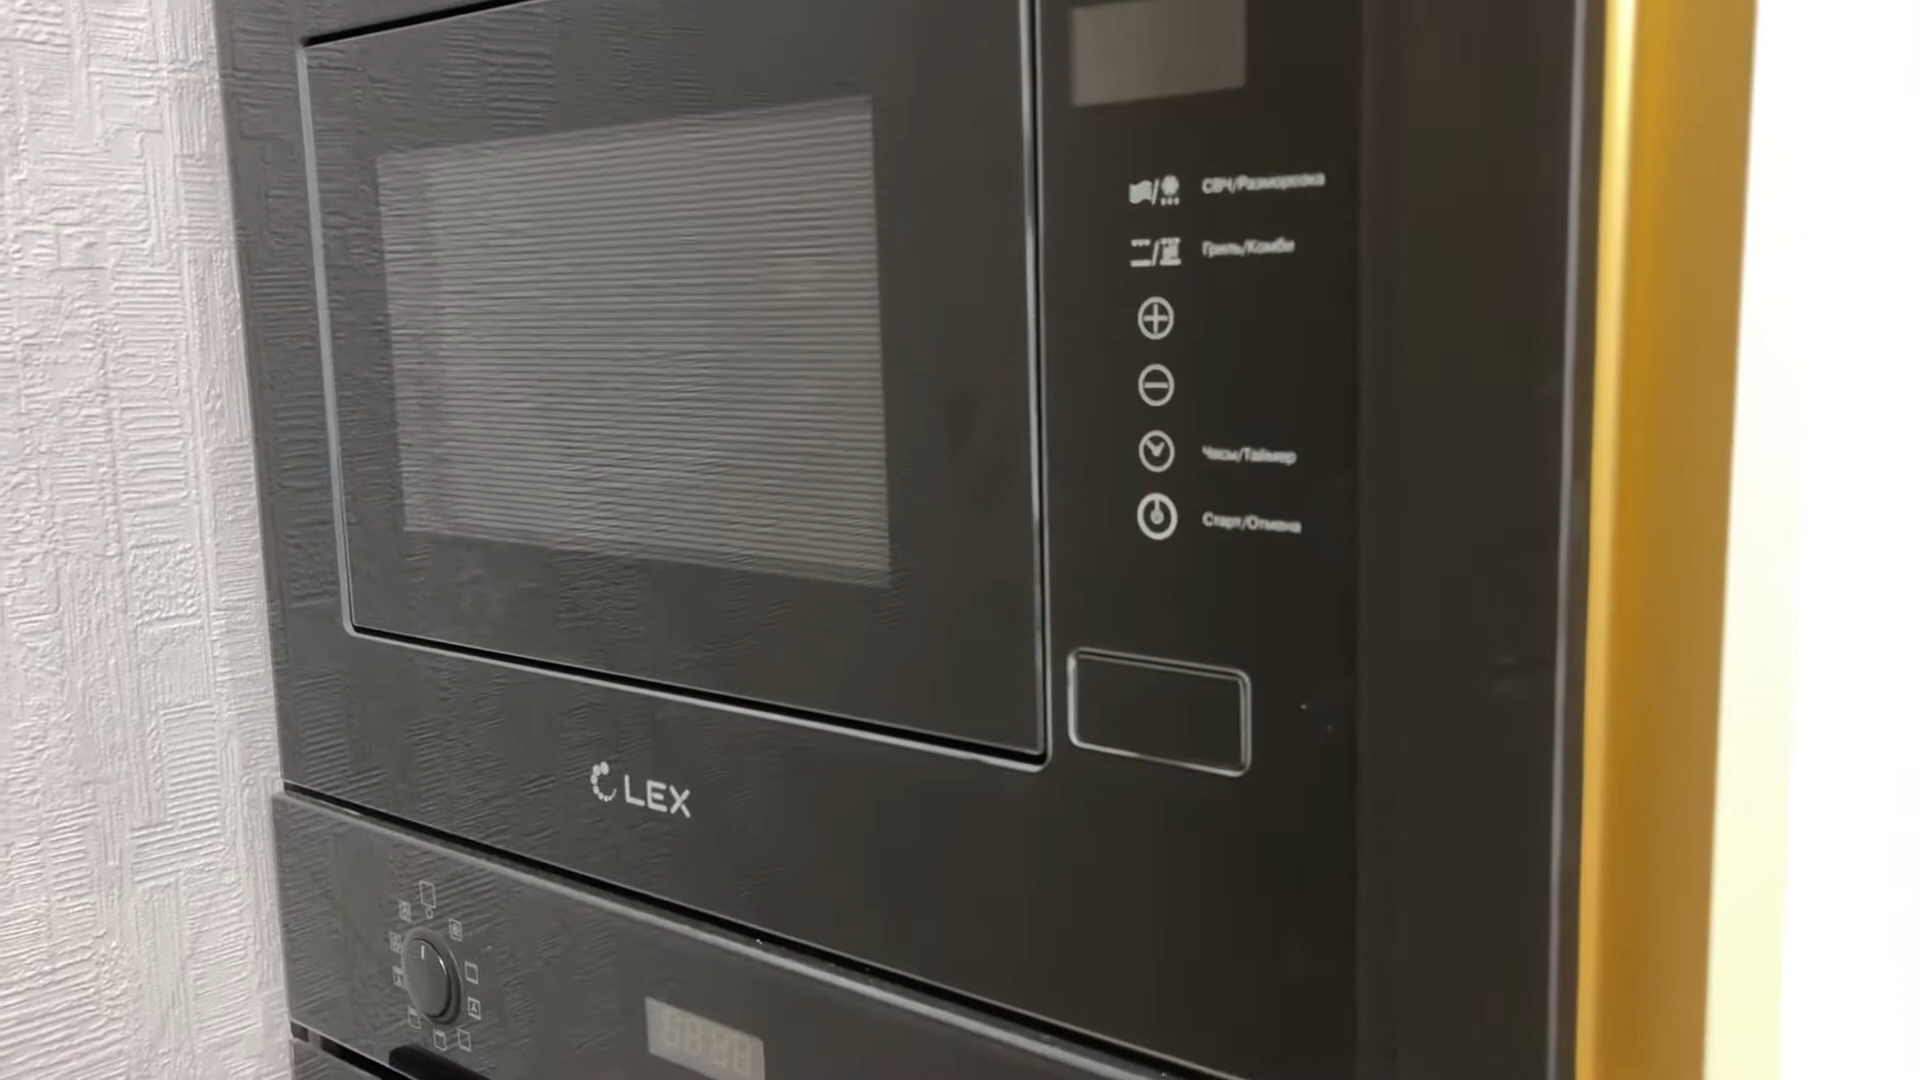 СВЧ/Разморозка
Гриль/Комби
Часы/Таймер
Старт/Отмена
LEX